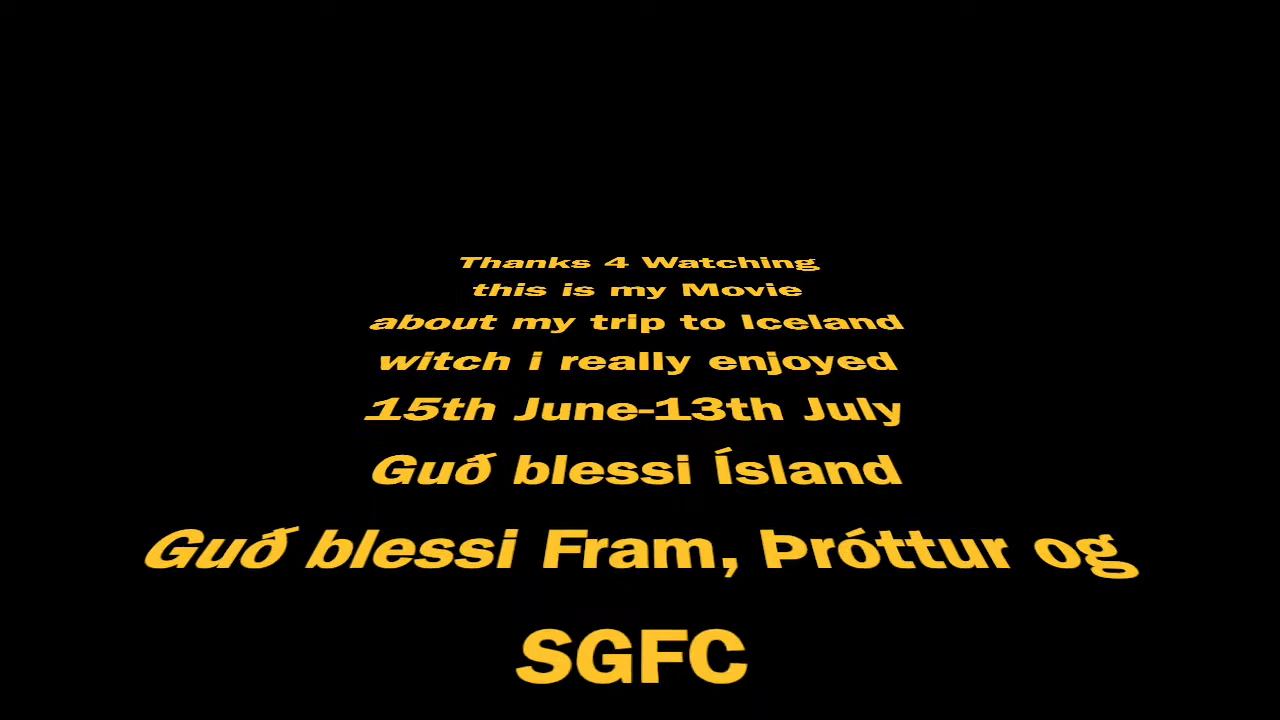 Thanks 4 Watching
this is my Movie
about my trip to Iceland
witch i really enjoyed
15th June-13th July
Guð blessi Ísland
Guð blessi Fram, Þróttur og
SGFC